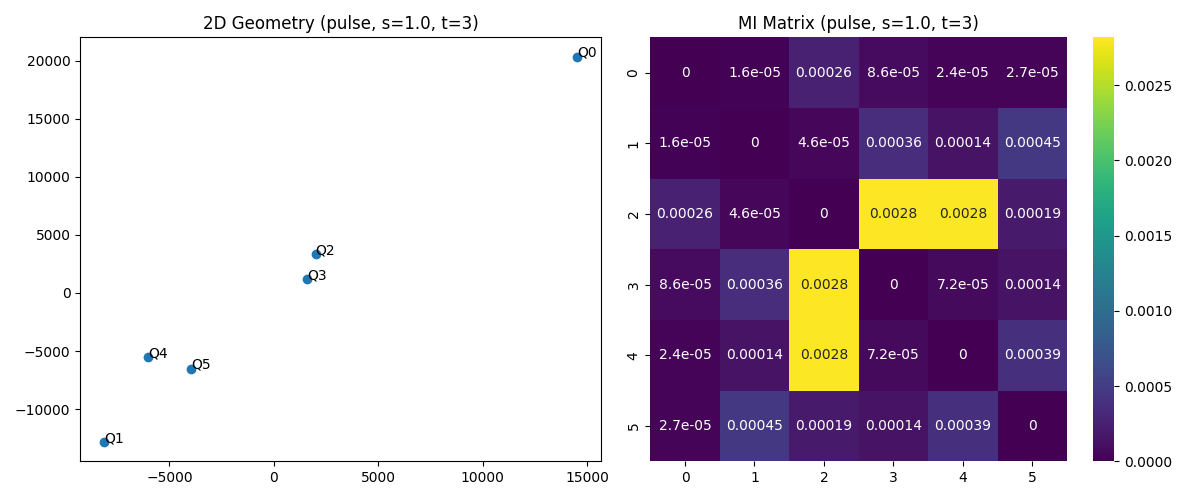 2D Geometry (pulse, s=1.0, t=3)
20000
15000
10000
5000
0
−5000
−10000
−5000
0
5000
10000
15000
Q0
Q2
Q3
Q4
Q5
Q1
MI Matrix (pulse, s=1.0, t=3)
0 0 1.6e-05 0.00026 8.6e-05 2.4e-05 2.7e-05
1 1.6e-05 0 4.6e-05 0.00036 0.00014 0.00045
2 0.00026 4.6e-05 0 0.0028 0.0028 0.00019
3 8.6e-05 0.00036 0.0028 0 7.2e-05 0.00014
4 2.4e-05 0.00014 0.0028 7.2e-05 0 0.00039
5 2.7e-05 0.00045 0.00019 0.00014 0.00039 0
0 1 2 3 4 5
0.0025
0.0020
0.0015
0.0010
0.0005
0.0000